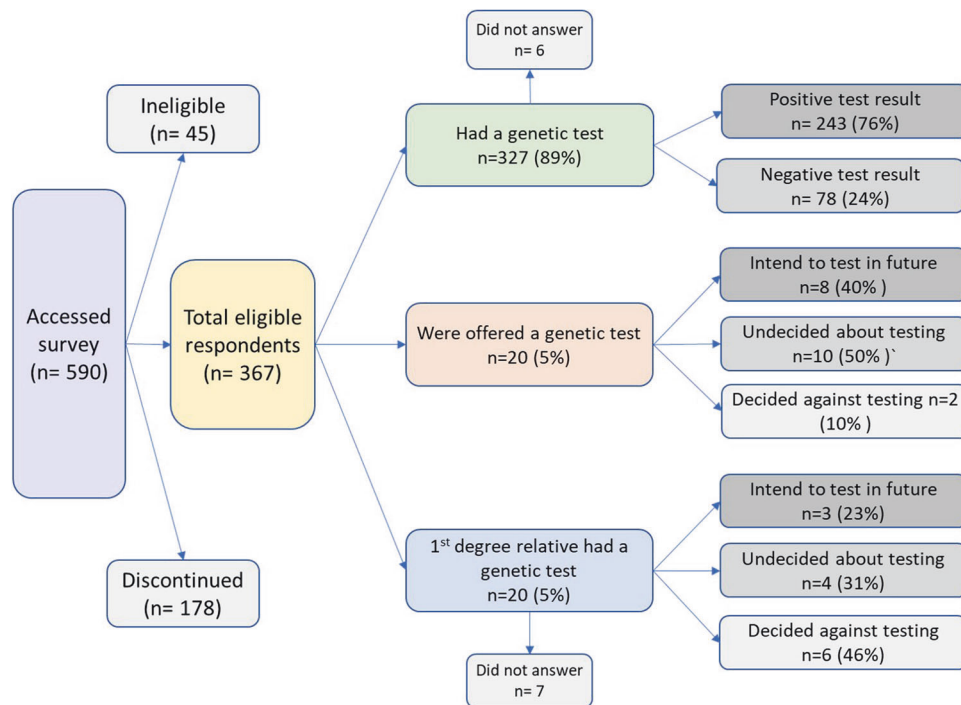 Accessed
survey
(n= 590)
Ineligible
(n= 45)
Total eligible
respondents
(n= 367)
Discontinued
(n= 178)
Did not answer
n= 6
Had a genetic test
n=327 (89%)
Positive test result
n= 243 (76%)
Negative test result
n= 78 (24%)
Were offered a genetic test
n=20 (5%)
Intend to test in future
n=8 (40% )
Undecided about testing
n=10 (50% )`
Decided against testing n=2
(10% )
1st degree relative had a
genetic test
n=20 (5%)
Intend to test in future
n=3 (23%)
Undecided about testing
n=4 (31%)
Decided against testing
n=6 (46%)
Did not answer
n= 7